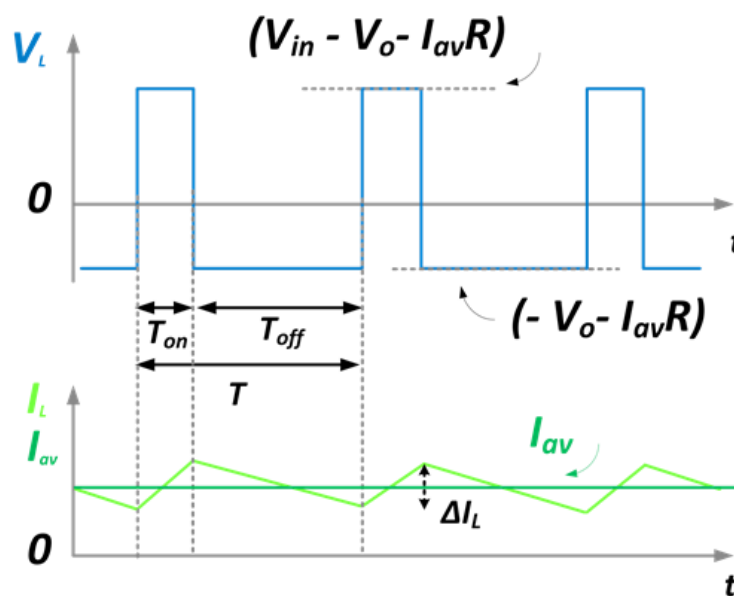 (Vin - Vo- IavR)
VL
0
t
Ton
Toff
(- Vo- IavR)
T
IL
Iav
Iav
ΔIL
0
t